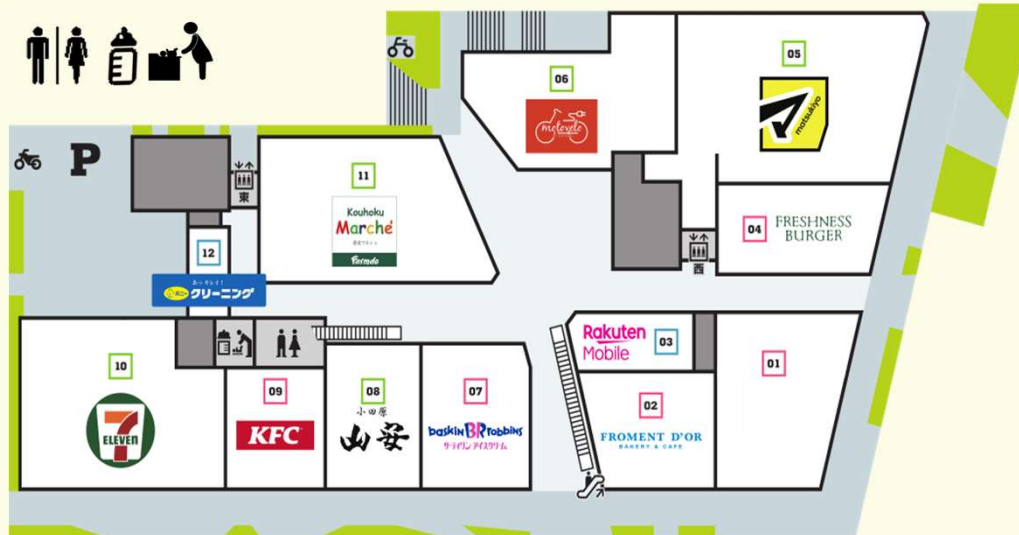 06
motovelo
05
matsukiyo
P
東
11
Kouhoku
Marché
Paradó
04
FRESHNESS
BURGER
西
12
クリーニング
Rakuten
Mobile
03
01
10
7
ELEVEN
09
KFC
08
小田原
山安
07
baskin BR robbins
サーティワン アイスクリーム
02
FROMENT D'OR
BAKERY & CAFE